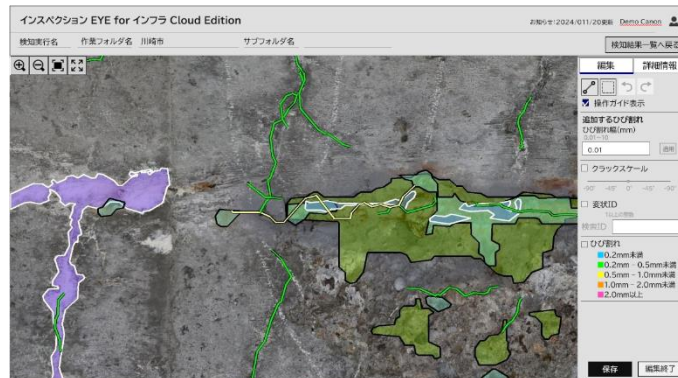 インスペクション EYE for インフラ Cloud Edition
お知らせ:2024/011/20更新 Demo Canon
検知実行名 作業フォルダ名 川崎市 サブフォルダ名
検知結果一覧へ戻る
編集 詳細情報
操作ガイド表示
追加するひび割れ
ひび割れ幅(mm)
0.01~10
0.01 適用
クラックスケール
-90° -45° 0° -45° -90°
変状ID
検索ID
ひび割れ
0.2mm未満
0.2mm - 0.5mm未満
0.5mm - 1.0mm未満
1.0mm - 2.0mm未満
2.0mm以上
保存 編集終了